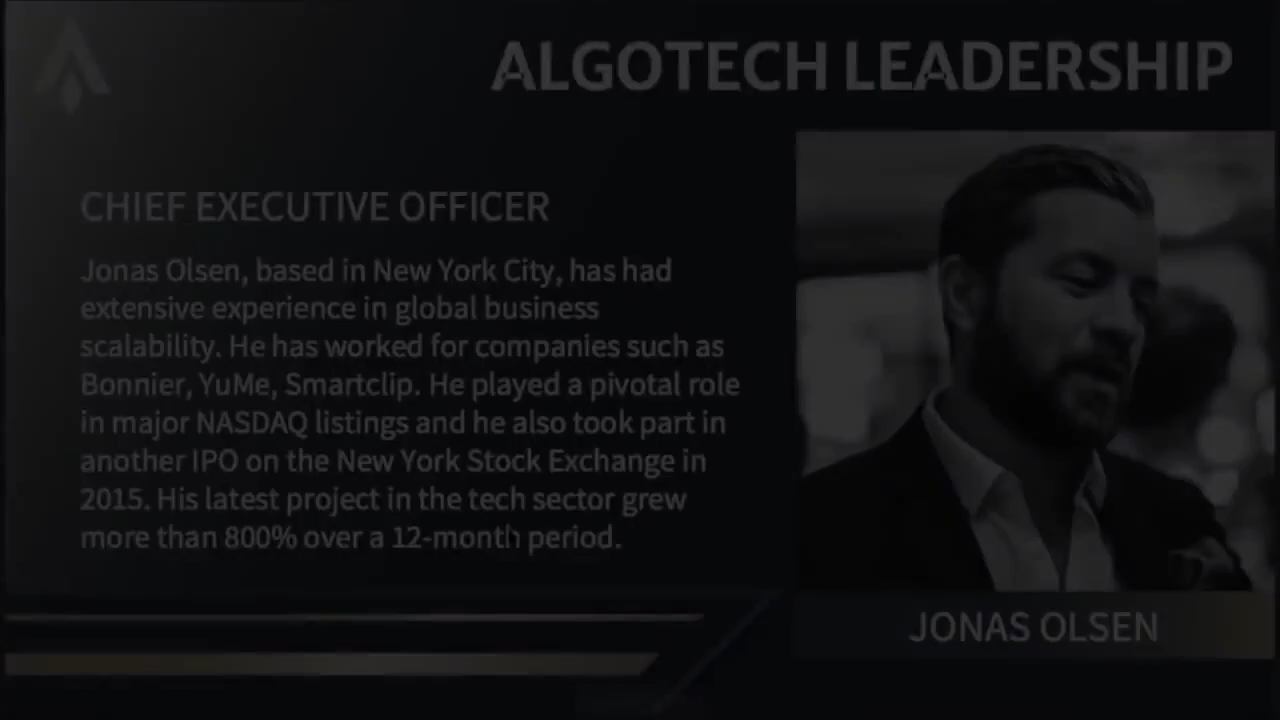 ALGOTECH LEADERSHIP
CHIEF EXECUTIVE OFFICER
Jonas Olsen, based in New York City, has had
extensive experience in global business
scalability. He has worked for companies such as
Bonnier, YuMe, Smartclip. He played a pivotal role
in major NASDAQ listings and he also took part in
another IPO on the New York Stock Exchange in
2015. His latest project in the tech sector grew
more than 800% over a 12-month period.
JONAS OLSEN